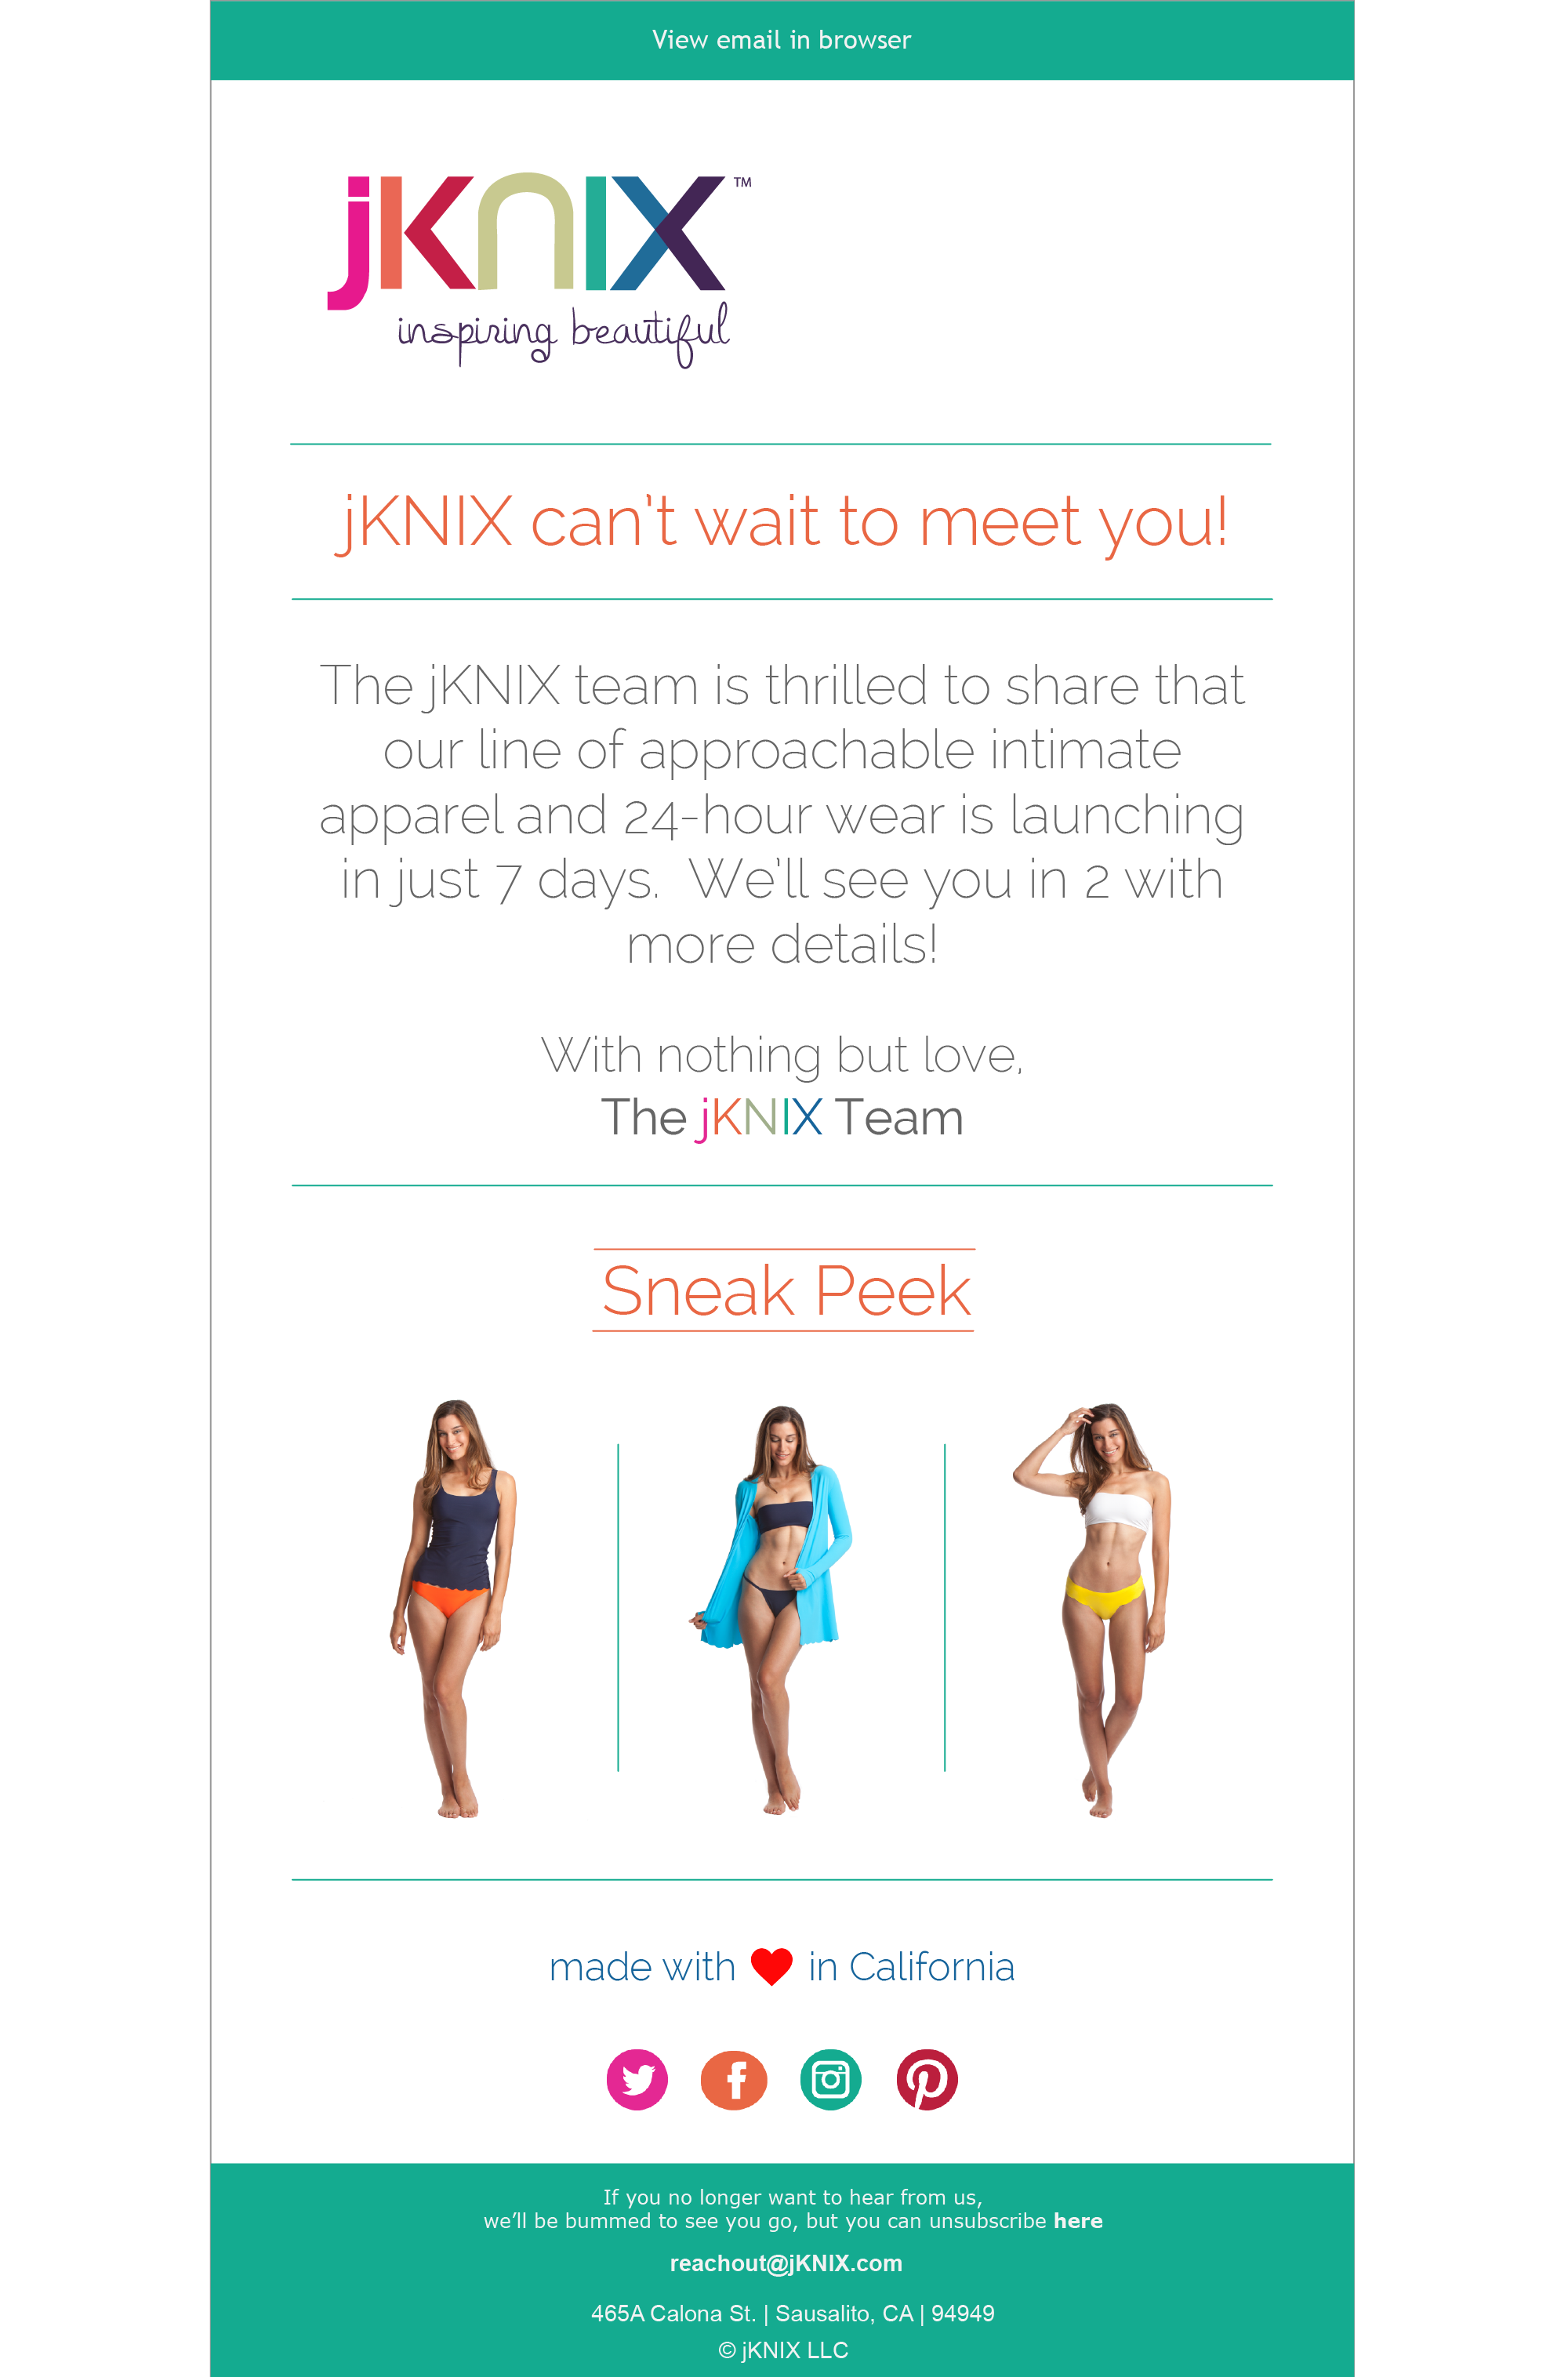 View email in browser
jKnIX™
inspiring beautiful
jKNIX can't wait to meet you!
The jKNIX team is thrilled to share that
our line of approachable intimate
apparel and 24-hour wear is launching
in just 7 days.  We'll see you in 2 with
more details!
With nothing but love,
The jKNIX Team
Sneak Peek
made with ❤ in California
If you no longer want to hear from us,
we'll be bummed to see you go, but you can unsubscribe here
reachout@jKNIX.com
465A Calona St. | Sausalito, CA | 94949
© jKNIX LLC